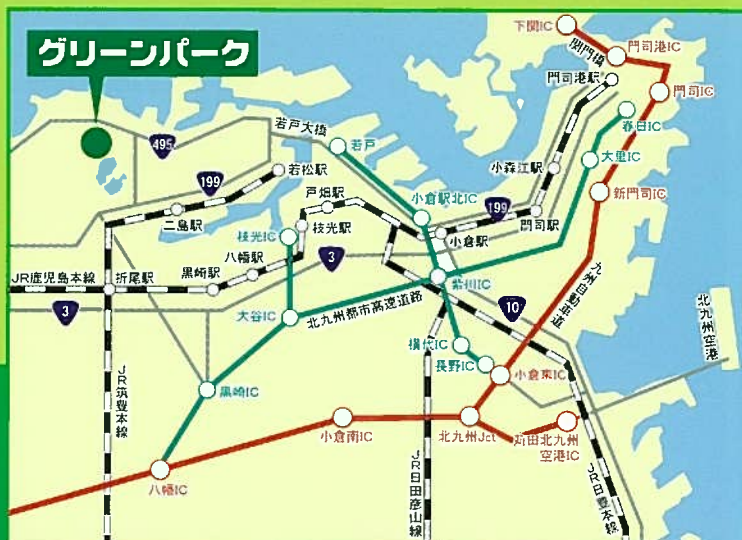 グリーンパーク
下関IC
関門橋
門司港IC
門司港駅
門司IC
春日IC
若戸大橋
若戸
495
大里IC
小森江駅
若松駅
199
新門司IC
戸畑駅
小倉駅北IC
199
二島駅
門司駅
枝光駅
枝光IC
小倉駅
八幡駅
3
黒崎駅
JR鹿児島本線
折尾駅
紫川IC
九州自動車道
北九州空港
3
大谷IC
北九州都市高速道路
10
横代IC
長野IC
小倉東IC
黒崎IC
JR筑豊本線
小倉南IC
北九州Jct
苅田北九州
空港IC
八幡IC
JR日田彦山線
JR日豊本線